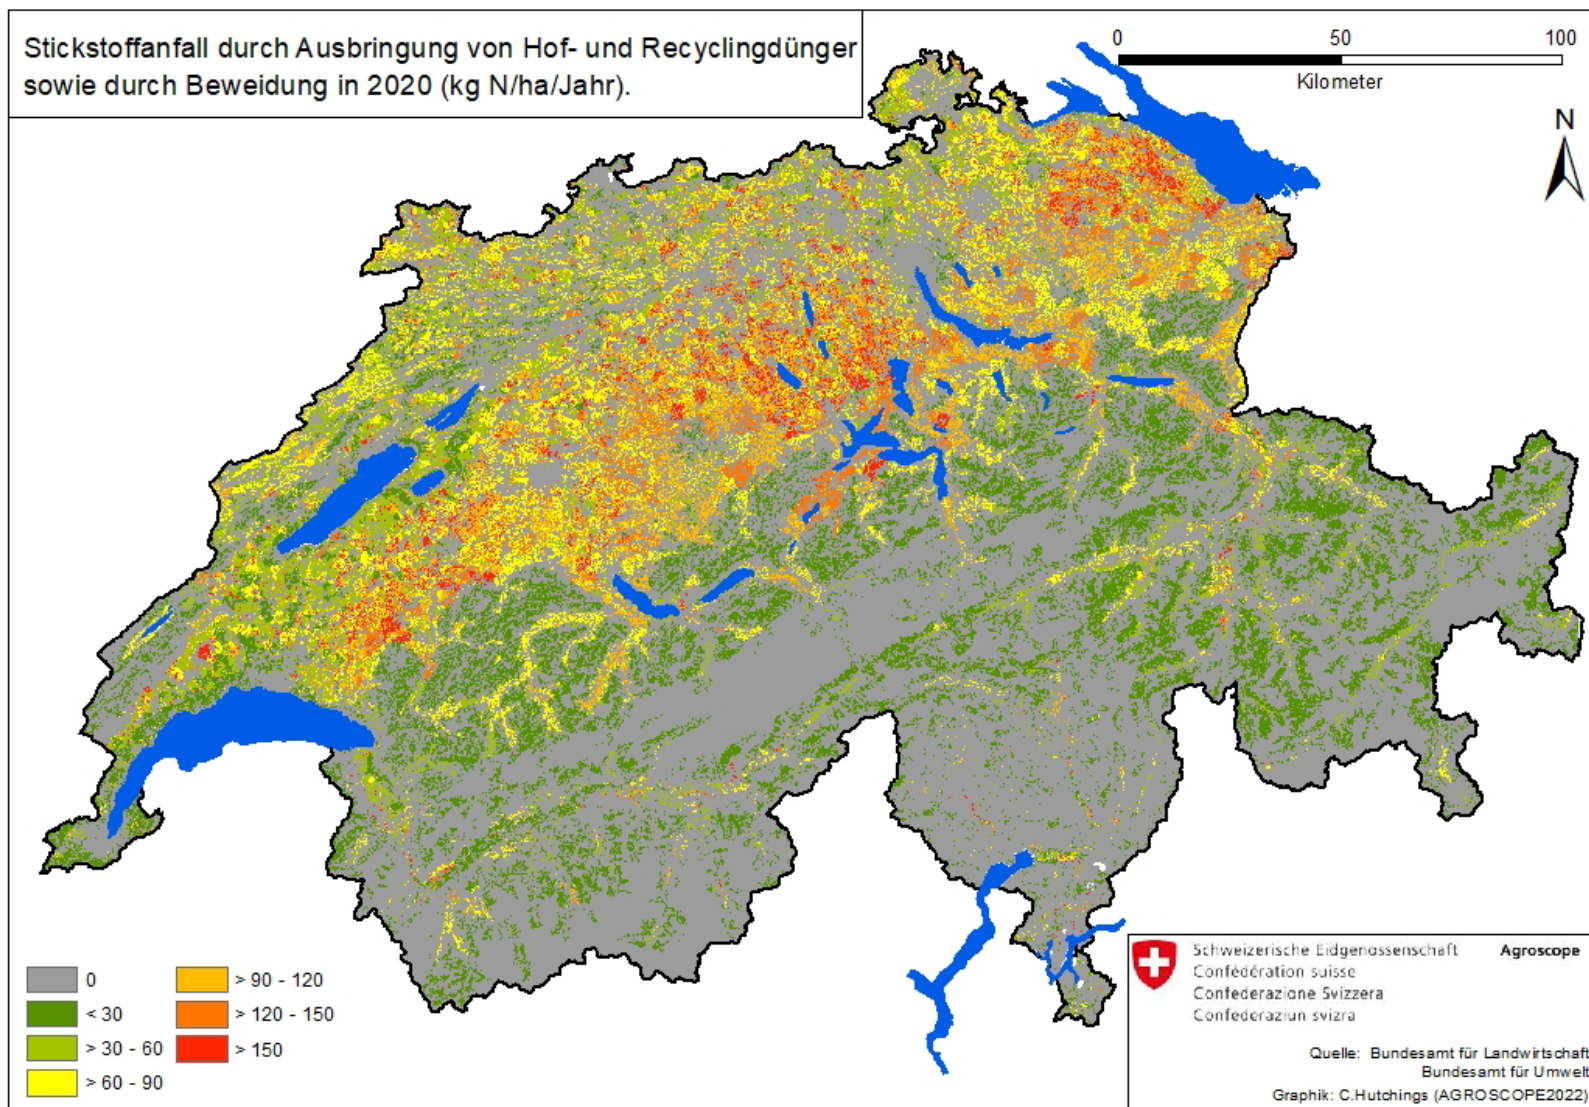 Stickstoffanfall durch Ausbringung von Hof- und Recyclingdünger
sowie durch Beweidung in 2020 (kg N/ha/Jahr).
0 50 100
Kilometer
N
0
< 30
> 30 - 60
> 60 - 90
> 90 - 120
> 120 - 150
> 150
Schweizerische Eidgenossenschaft
Confédération suisse
Confederazione Svizzera
Confederaziun svizra
Agroscope
Quelle: Bundesamt für Landwirtschaft
Bundesamt für Umwelt
Graphik: C.Hutchings (AGROSCOPE2022)